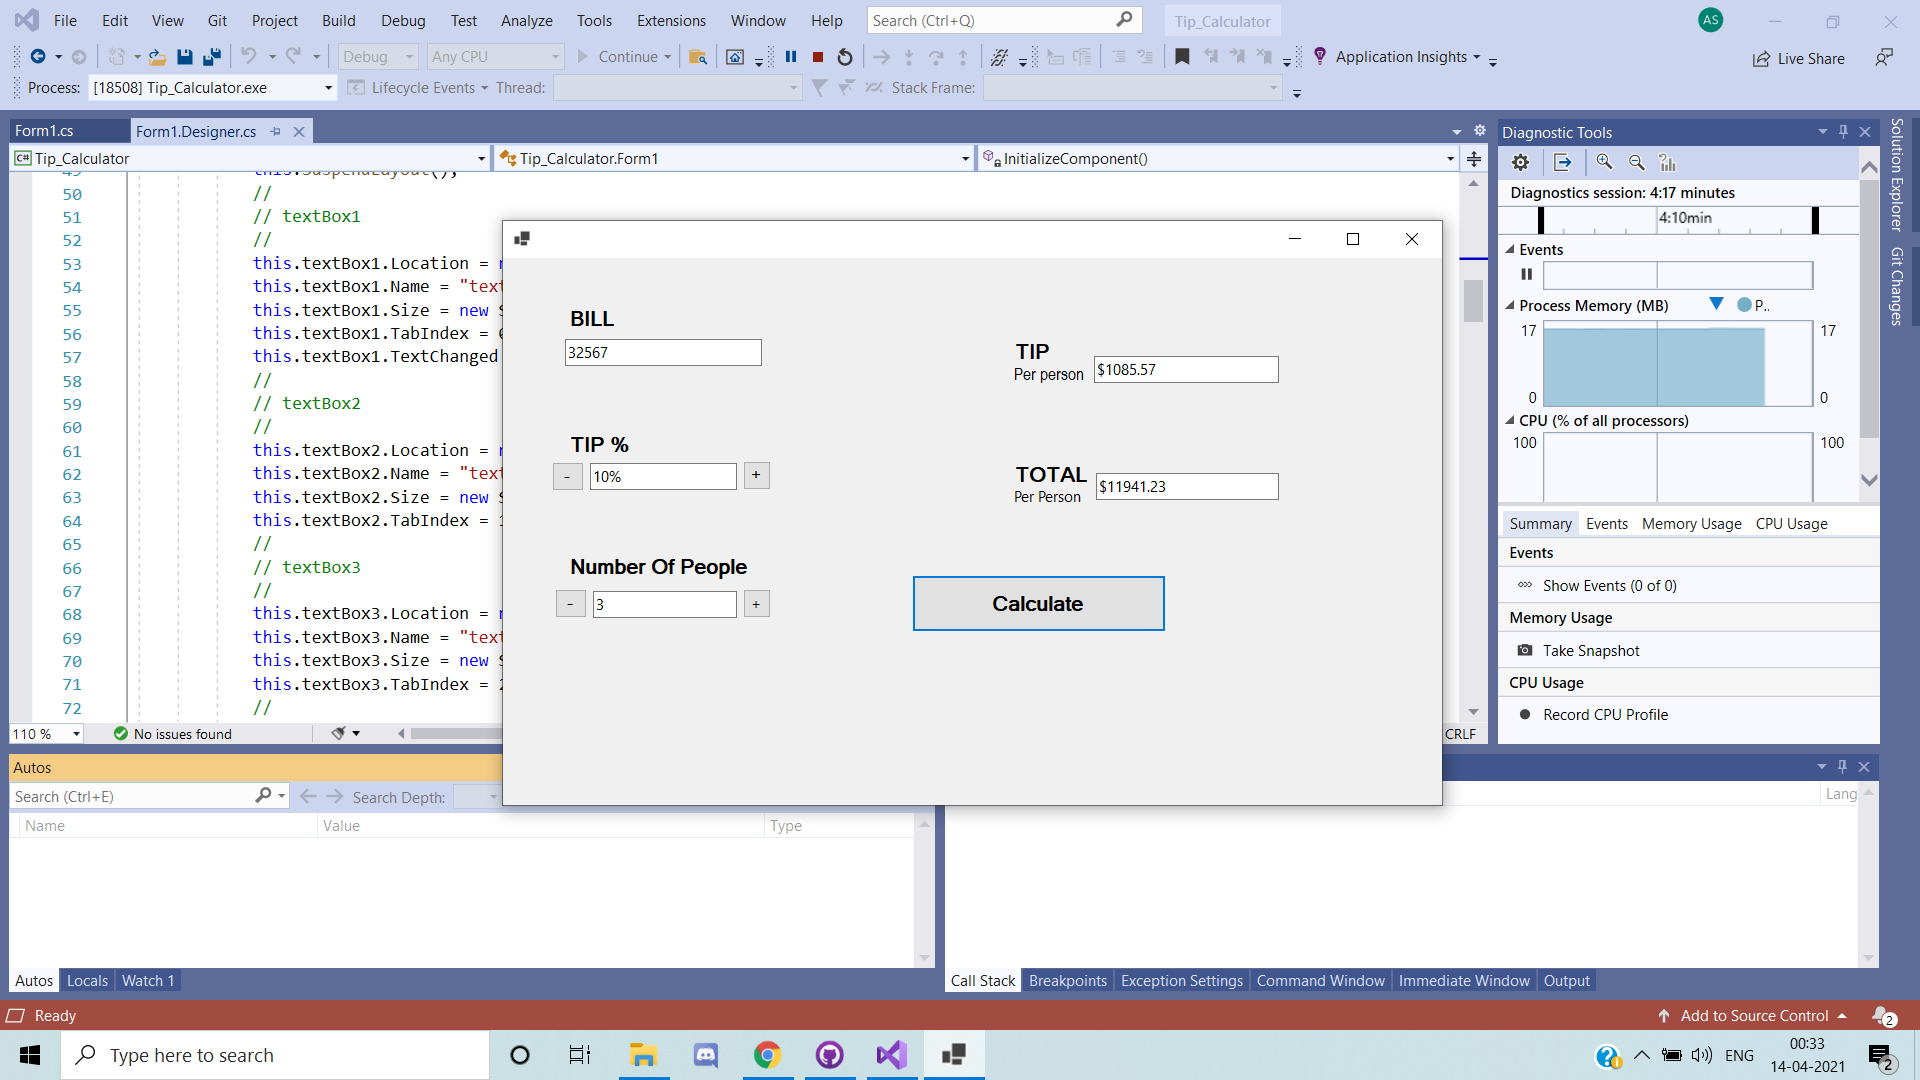 File Edit View Git Project Build Debug Test Analyze Tools Extensions Window Help Search (Ctrl+Q) Tip_Calculator AS
Debug Any CPU Continue Application Insights Live Share
Process: [18508] Tip_Calculator.exe Lifecycle Events Thread: Stack Frame:
Form1.cs Form1.Designer.cs
C# Tip_Calculator Tip_Calculator.Form1 InitializeComponent()
50 //
51 // textBox1
52 //
53 this.textBox1.Location =
54 this.textBox1.Name = "text
55 this.textBox1.Size = new
56 this.textBox1.TabIndex =
57 this.textBox1.TextChanged
58 //
59 // textBox2
60 //
61 this.textBox2.Location =
62 this.textBox2.Name = "text
63 this.textBox2.Size = new
64 this.textBox2.TabIndex =
65 //
66 // textBox3
67 //
68 this.textBox3.Location =
69 this.textBox3.Name = "text
70 this.textBox3.Size = new
71 this.textBox3.TabIndex =
72 //
110 % No issues found CRLF
BILL
32567
TIP %
- 10% +
Number Of People
- 3 +
TIP
Per person $1085.57
TOTAL
Per Person $11941.23
Calculate
Diagnostic Tools
Diagnostics session: 4:17 minutes
4:10min
Events
Process Memory (MB) P..
17 17
0 0
CPU (% of all processors)
100 100
Summary Events Memory Usage CPU Usage
Events
Show Events (0 of 0)
Memory Usage
Take Snapshot
CPU Usage
Record CPU Profile
Solution Explorer
Git Changes
Autos
Search (Ctrl+E) Search Depth:
Name Value Type
Lang
Autos Locals Watch 1
Call Stack Breakpoints Exception Settings Command Window Immediate Window Output
Ready Add to Source Control 2
Type here to search
ENG 00:33
14-04-2021 2